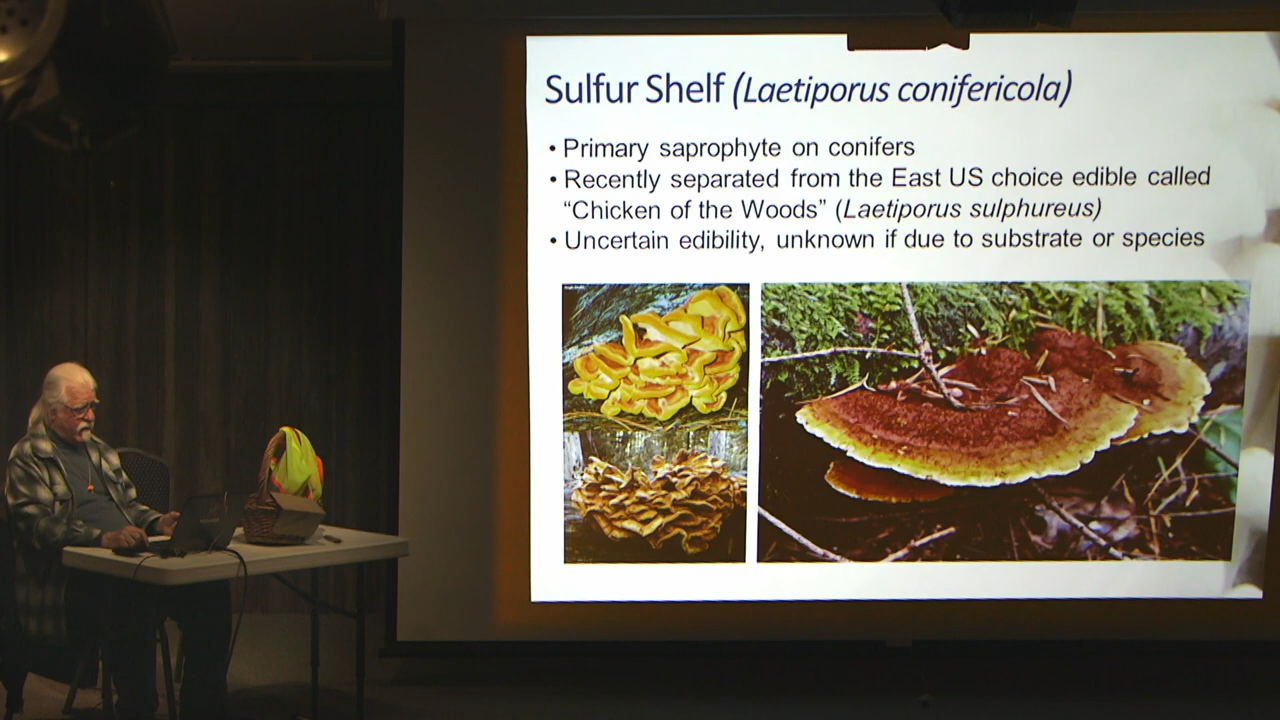 Sulfur Shelf (Laetiporus conifericola)
• Primary saprophyte on conifers
• Recently separated from the East US choice edible called
“Chicken of the Woods” (Laetiporus sulphureus)
• Uncertain edibility, unknown if due to substrate or species